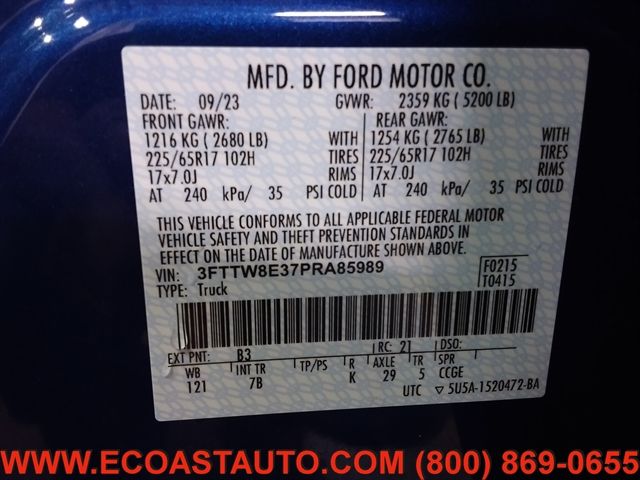 MFD. BY FORD MOTOR CO.
DATE: 09/23 GVWR: 2359 KG ( 5200 LB)
FRONT GAWR: REAR GAWR:
1216 KG ( 2680 LB) WITH 1254 KG ( 2765 LB) WITH
225/65R17 102H TIRES 225/65R17 102H TIRES
17x7.0J RIMS 17x7.0J RIMS
AT 240 kPa/ 35 PSI COLD AT 240 kPa/ 35 PSI COLD
THIS VEHICLE CONFORMS TO ALL APPLICABLE FEDERAL MOTOR
VEHICLE SAFETY AND THEFT PREVENTION STANDARDS IN
EFFECT ON THE DATE OF MANUFACTURE SHOWN ABOVE.
VIN: 3FTTW8E37PRA85989 F0215
TYPE: Truck T0415
EXT PNT: B3 RC: 21 DSO:
WB INT TR TP/PS R AXLE TR SPR
121 7B K 29 5 CCGE
UTC ▽ 5U5A-1520472-BA
WWW.ECOASTAUTO.COM (800) 869-0655